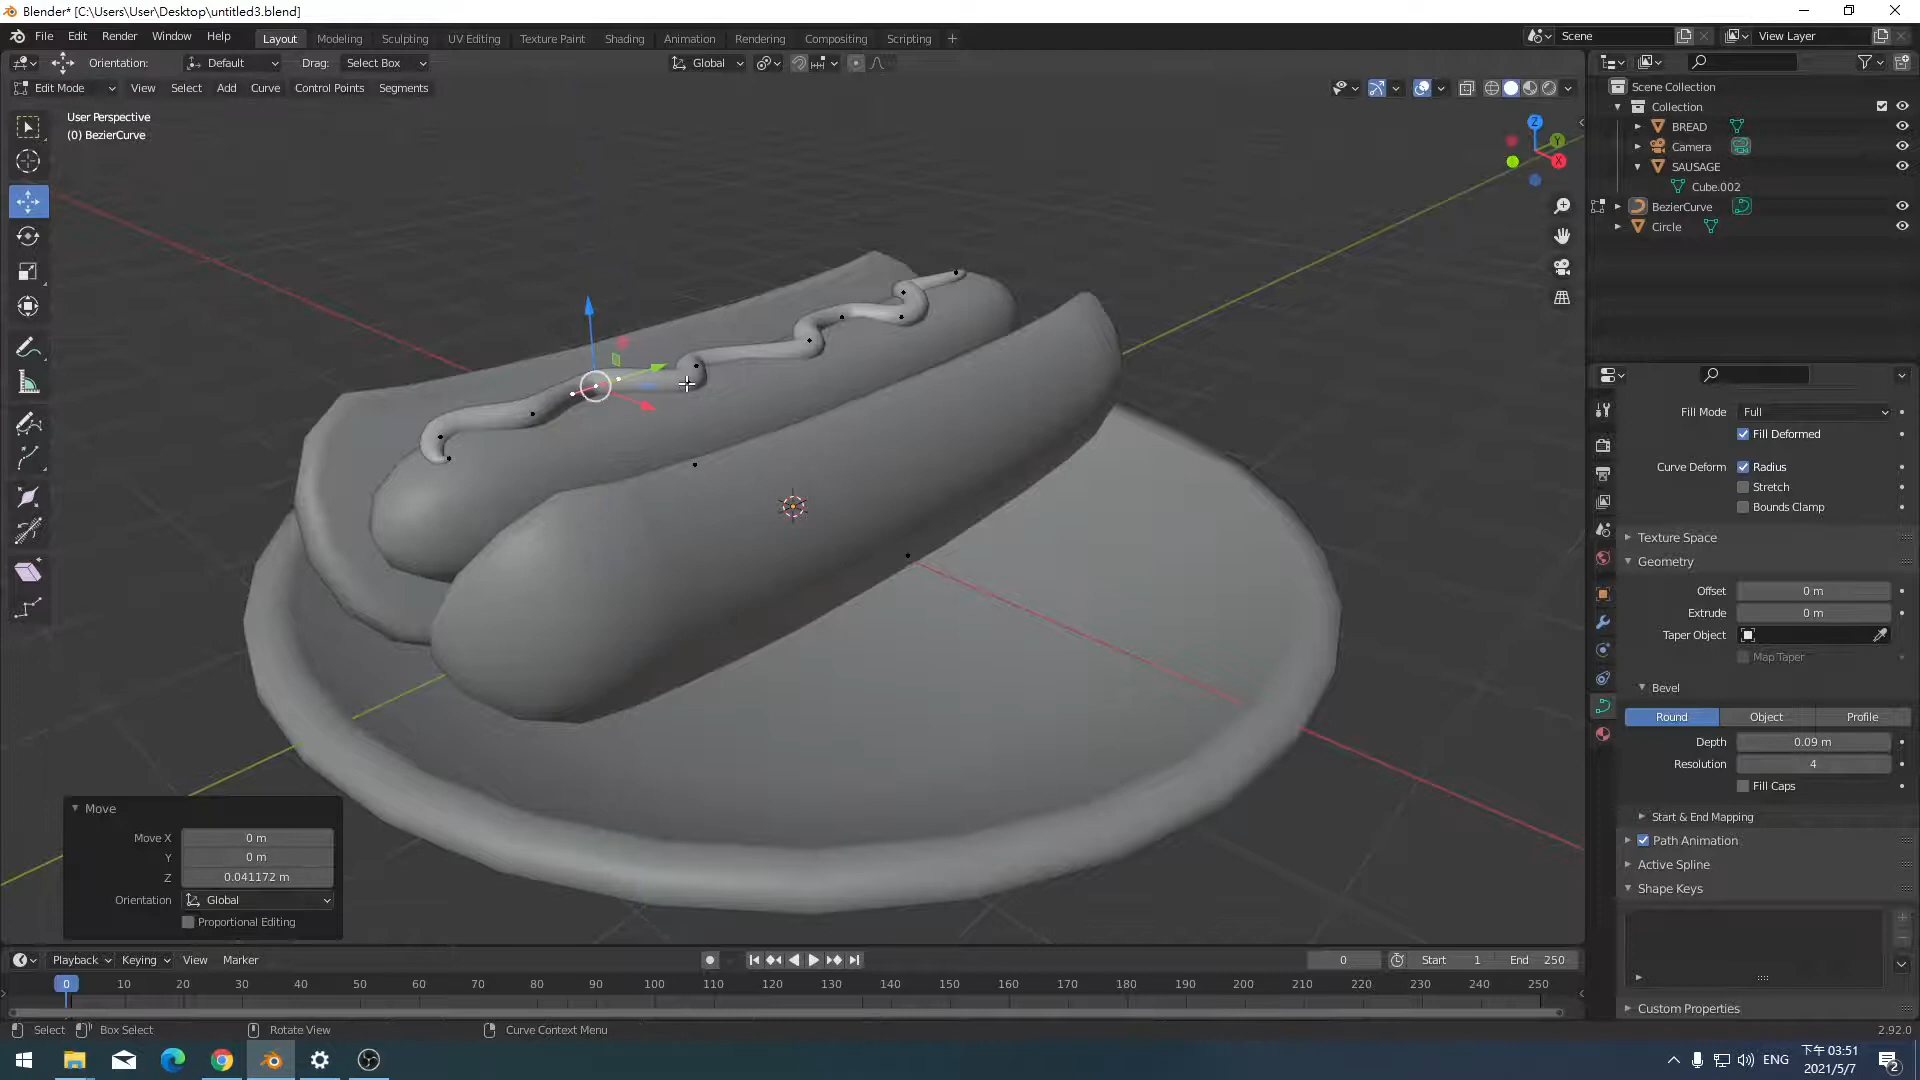 Blender* [C:\Users\User\Desktop\untitled3.blend]
File Edit Render Window Help
Layout Modeling Sculpting UV Editing Texture Paint Shading Animation Rendering Compositing Scripting +
Scene
View Layer
Orientation: Default Drag: Select Box
Global
Edit Mode View Select Add Curve Control Points Segments
User Perspective
(0) BezierCurve
Z
Y
X
Scene Collection
Collection
BREAD
Camera
SAUSAGE
Cube.002
BezierCurve
Circle
Fill Mode Full
Fill Deformed
Curve Deform Radius
Stretch
Bounds Clamp
Texture Space
Geometry
Offset 0 m
Extrude 0 m
Taper Object
Map Taper
Bevel
Round Object Profile
Depth 0.09 m
Resolution 4
Fill Caps
Start & End Mapping
Path Animation
Active Spline
Shape Keys
Custom Properties
Move
Move X 0 m
Y 0 m
Z 0.041172 m
Orientation Global
Proportional Editing
Playback Keying View Marker
0 Start 1 End 250
0 10 20 30 40 50 60 70 80 90 100 110 120 130 140 150 160 170 180 190 200 210 220 230 240 250
Select Box Select Rotate View Curve Context Menu
2.92.0
ENG
下午 03:51
2021/5/7
2